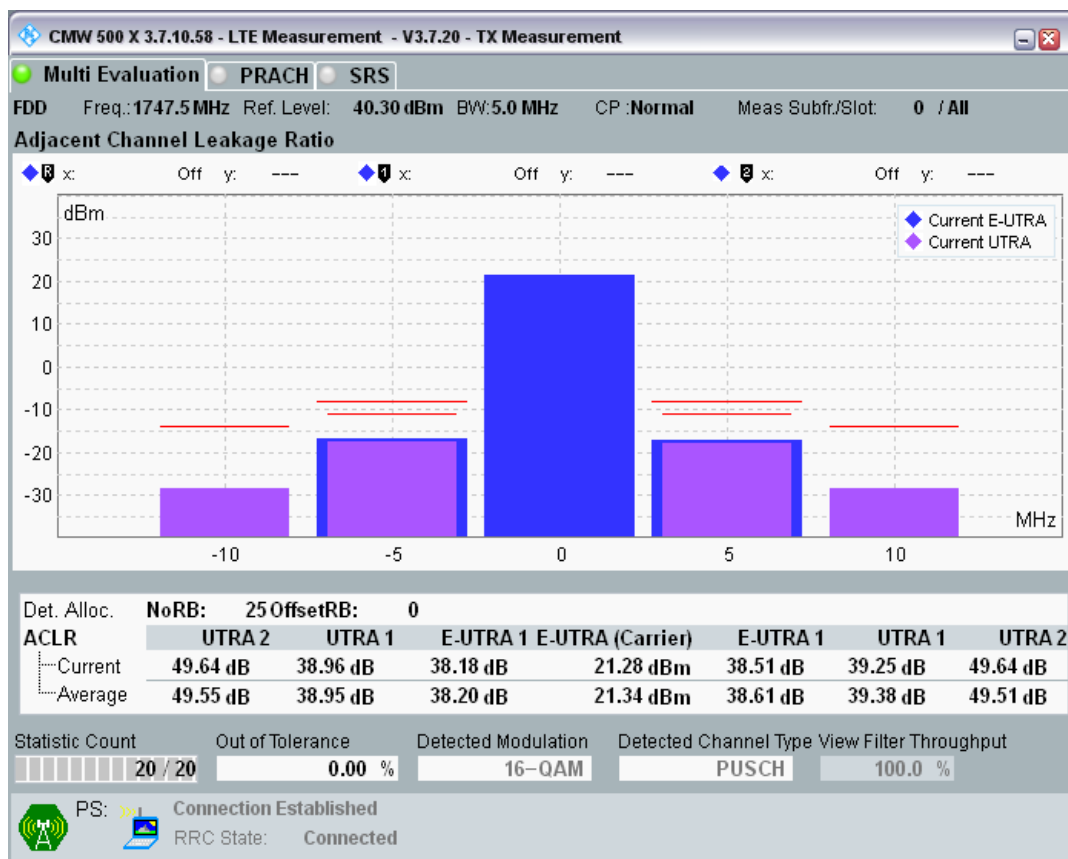 CMW 500 X 3.7.10.58 - LTE Measurement - V3.7.20 - TX Measurement
Multi Evaluation PRACH SRS
FDD Freq.: 1747.5 MHz Ref. Level: 40.30 dBm BW: 5.0 MHz CP : Normal Meas Subfr./Slot: 0 / All
Adjacent Channel Leakage Ratio
R x: Off y: --- 1 x: Off y: --- 2 x: Off y: ---
dBm
Current E-UTRA
Current UTRA
30
20
10
0
-10
-20
-30
MHz
-10 -5 0 5 10
Det. Alloc. NoRB: 25 OffsetRB: 0
ACLR UTRA 2 UTRA 1 E-UTRA 1 E-UTRA (Carrier) E-UTRA 1 UTRA 1 UTRA 2
Current 49.64 dB 38.96 dB 38.18 dB 21.28 dBm 38.51 dB 39.25 dB 49.64 dB
Average 49.55 dB 38.95 dB 38.20 dB 21.34 dBm 38.61 dB 39.38 dB 49.51 dB
Statistic Count Out of Tolerance Detected Modulation Detected Channel Type View Filter Throughput
20 / 20 0.00 % 16-QAM PUSCH 100.0 %
PS: Connection Established
RRC State: Connected